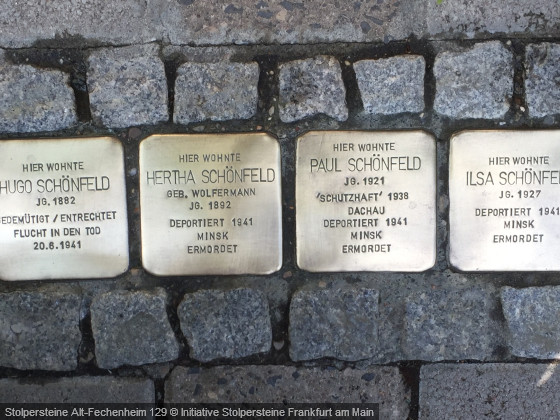 HIER WOHNTE
HUGO SCHÖNFELD
JG. 1882
GEDEMÜTIGT / ENTRECHTET
FLUCHT IN DEN TOD
20.6.1941
HIER WOHNTE
HERTHA SCHÖNFELD
GEB. WOLFERMANN
JG. 1892
DEPORTIERT 1941
MINSK
ERMORDET
HIER WOHNTE
PAUL SCHÖNFELD
JG. 1921
'SCHUTZHAFT' 1938
DACHAU
DEPORTIERT 1941
MINSK
ERMORDET
HIER WOHNTE
ILSA SCHÖNFEL
JG. 1927
DEPORTIERT 1941
MINSK
ERMORDET
Stolpersteine Alt-Fechenheim 129 © Initiative Stolpersteine Frankfurt am Main